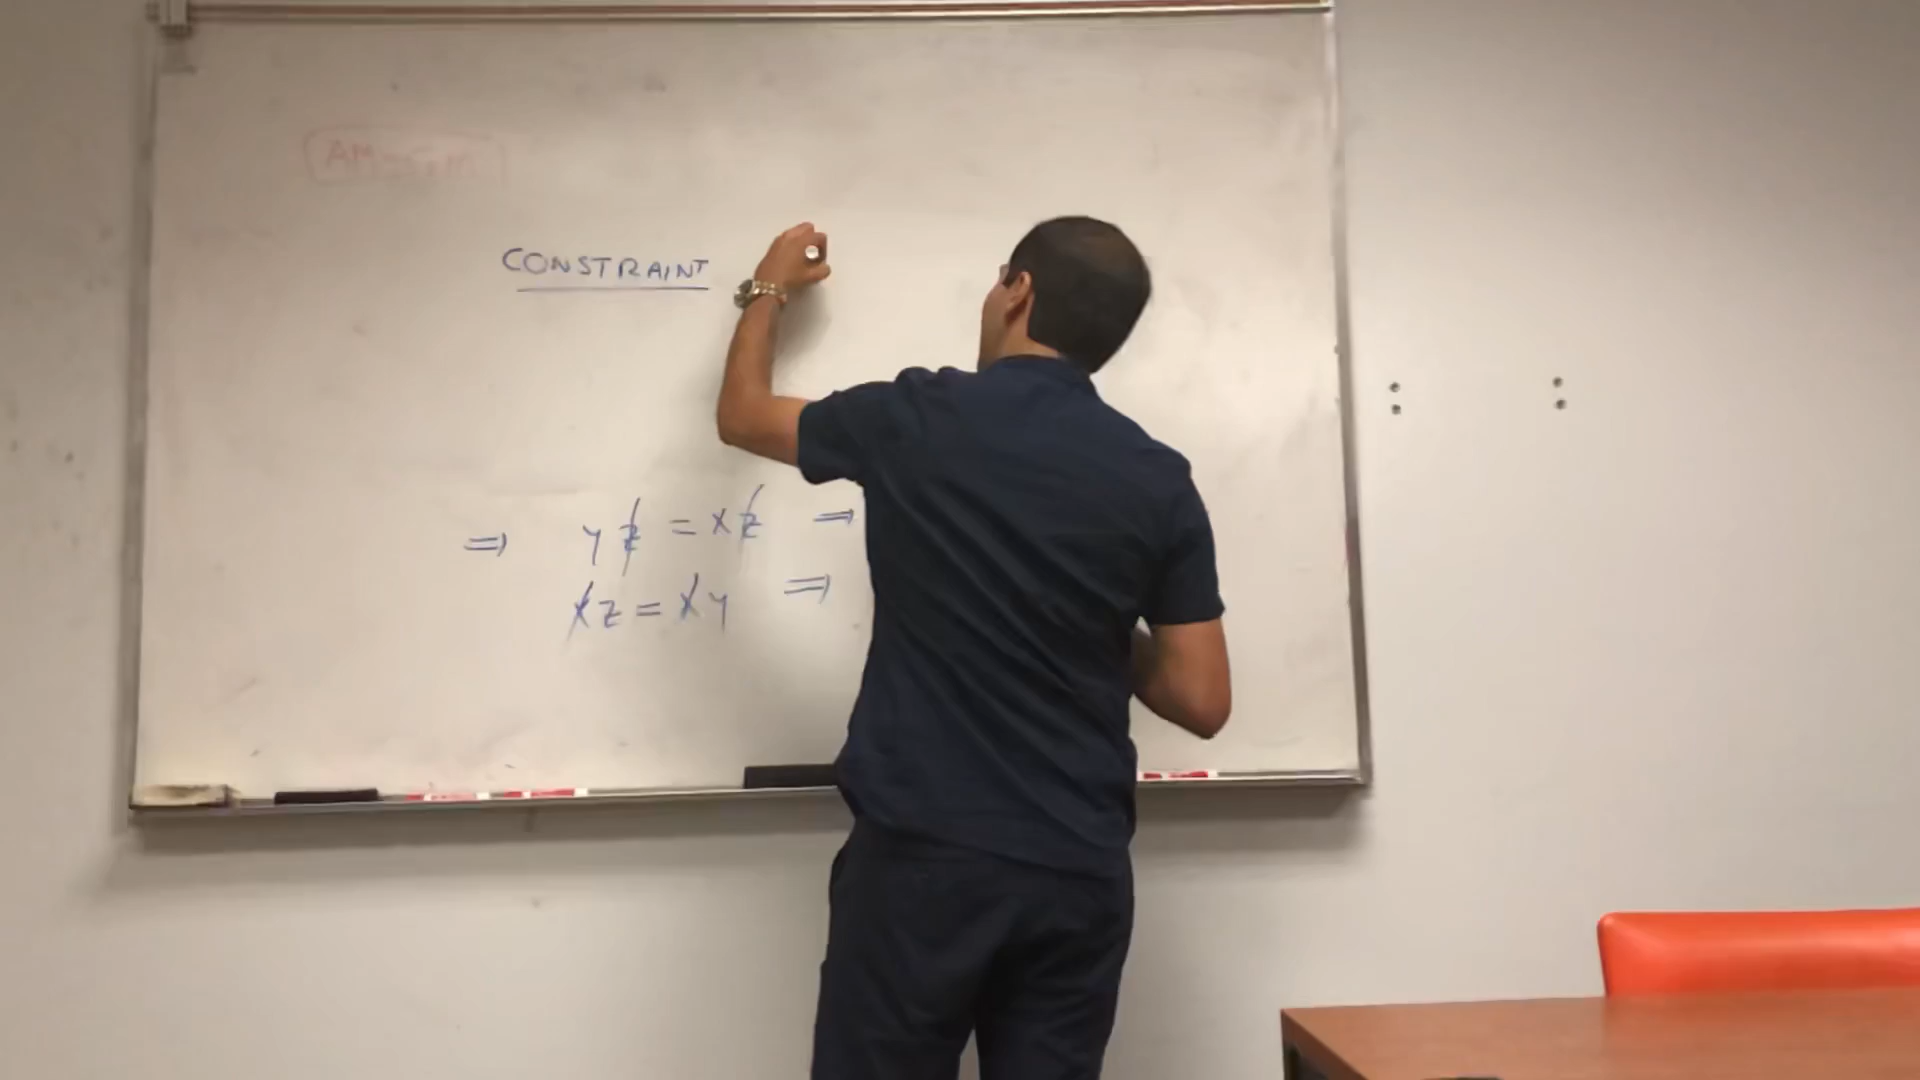 AM-GM
CONSTRAINT
⇒ yz = xz ⇒
xz = xy ⇒